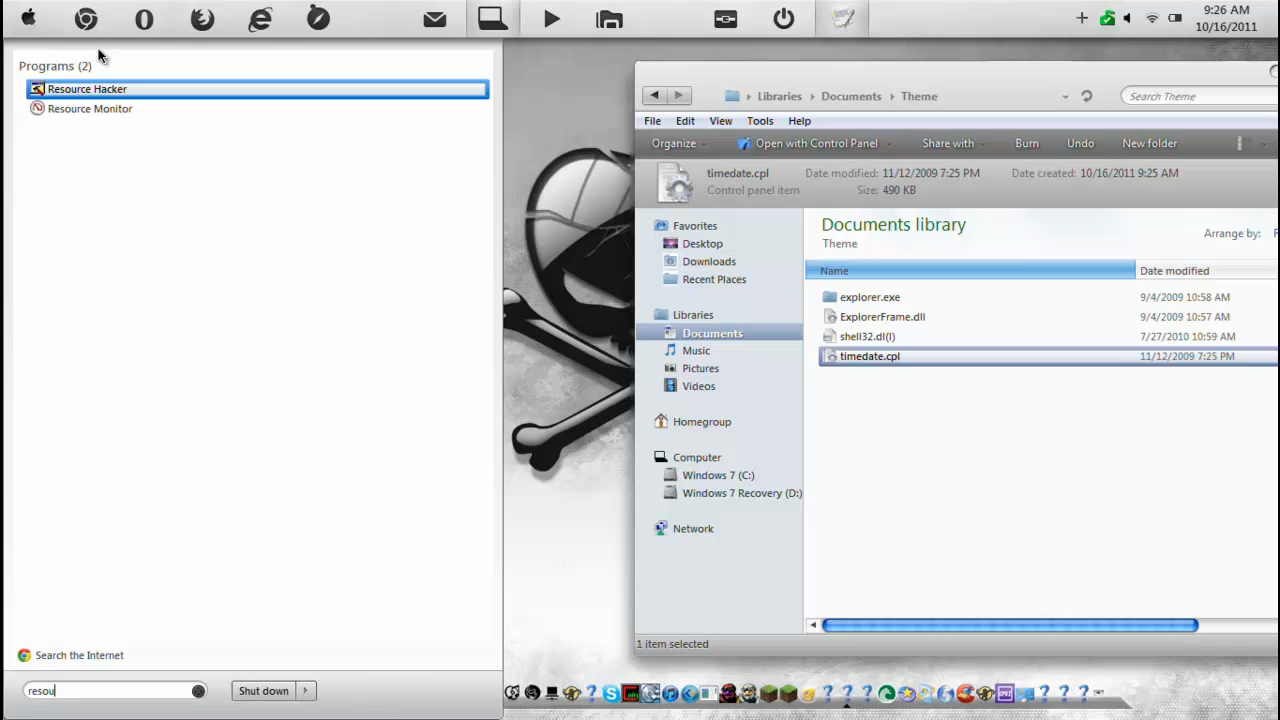 9:26 AM
10/16/2011
Programs (2)
Resource Hacker
Resource Monitor
Search the Internet
resou
Shut down
Libraries
Documents
Theme
Search Theme
File
Edit
View
Tools
Help
Organize
Open with Control Panel
Share with
Burn
Undo
New folder
timedate.cpl
Date modified: 11/12/2009 7:25 PM
Date created: 10/16/2011 9:25 AM
Control panel item
Size: 490 KB
Favorites
Desktop
Downloads
Recent Places
Libraries
Documents
Music
Pictures
Videos
Homegroup
Computer
Windows 7 (C:)
Windows 7 Recovery (D:)
Network
Documents library
Theme
Arrange by:
Name
Date modified
explorer.exe
9/4/2009 10:58 AM
ExplorerFrame.dll
9/4/2009 10:57 AM
shell32.dl(l)
7/27/2010 10:59 AM
timedate.cpl
11/12/2009 7:25 PM
1 item selected